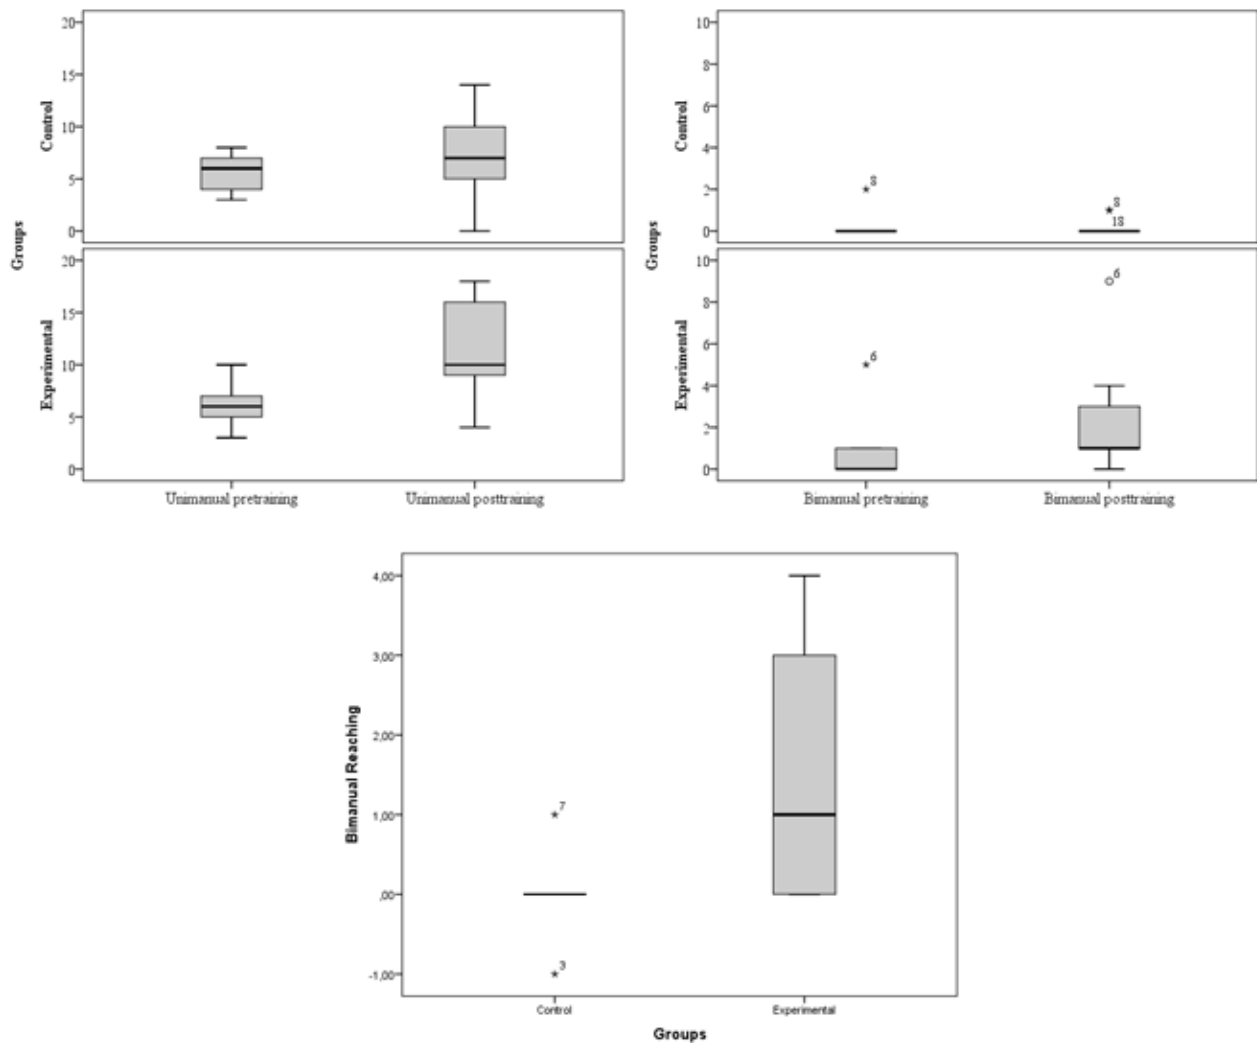 20
15
10
5
0
Control
20
15
10
5
0
Experimental
Groups
Unimanual pretraining
Unimanual posttraining
10
8
6
4
2
0
Control
8
8
18
10
8
6
4
2
0
Experimental
Groups
6
6
Bimanual pretraining
Bimanual posttraining
4,00
3,00
2,00
1,00
,00
-1,00
Bimanual Reaching
7
3
Control
Experimental
Groups